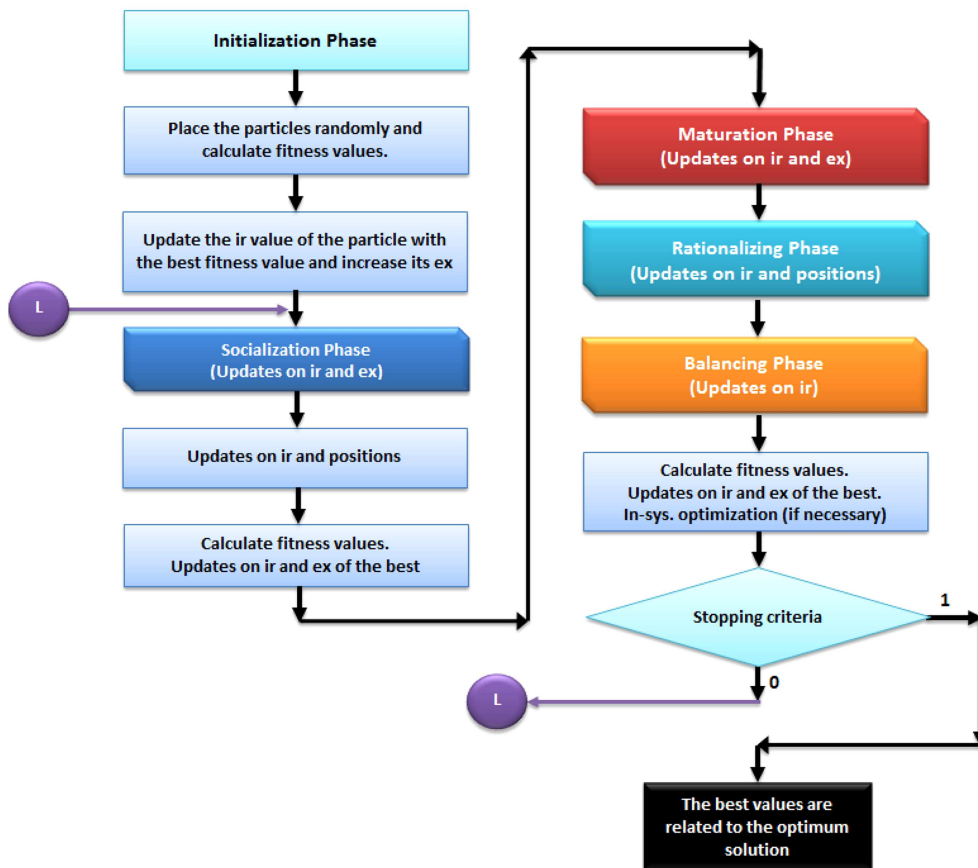 Initialization Phase
Place the particles randomly and
calculate fitness values.
Update the ir value of the particle with
the best fitness value and increase its ex
L
Socialization Phase
(Updates on ir and ex)
Updates on ir and positions
Calculate fitness values.
Updates on ir and ex of the best
Maturation Phase
(Updates on ir and ex)
Rationalizing Phase
(Updates on ir and positions)
Balancing Phase
(Updates on ir)
Calculate fitness values.
Updates on ir and ex of the best.
In-sys. optimization (if necessary)
Stopping criteria
1
0
L
The best values are
related to the optimum
solution